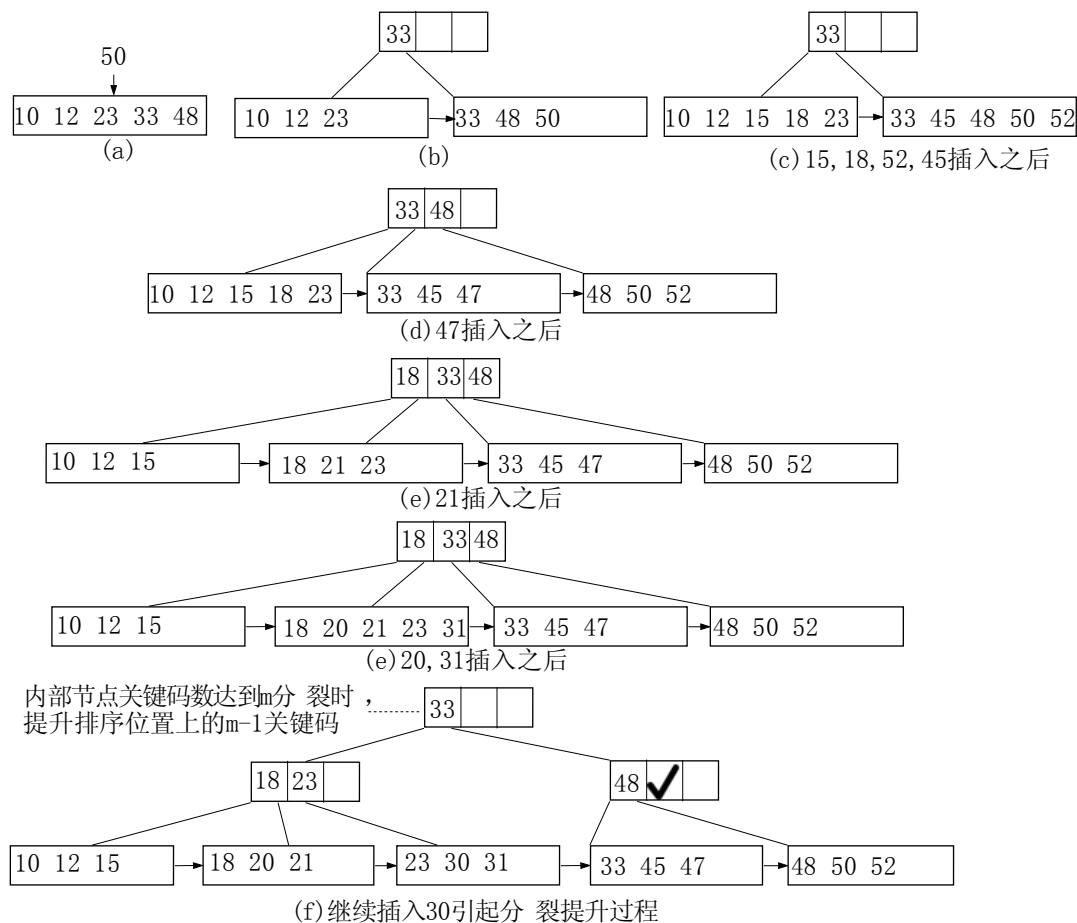 33
50
10 12 23 33 48
(a)
10 12 23
33 48 50
(b)
33
10 12 15 18 23
33 45 48 50 52
(c)15,18,52,45插入之后
33 48
10 12 15 18 23
33 45 47
48 50 52
(d)47插入之后
18 33 48
10 12 15
18 21 23
33 45 47
48 50 52
(e)21插入之后
18 33 48
10 12 15
18 20 21 23 31
33 45 47
48 50 52
(e)20,31插入之后
内部节点关键码数达到m分 裂时，
提升排序位置上的m-1关键码
33
18 23
48
10 12 15
18 20 21
23 30 31
33 45 47
48 50 52
(f)继续插入30引起分 裂提升过程